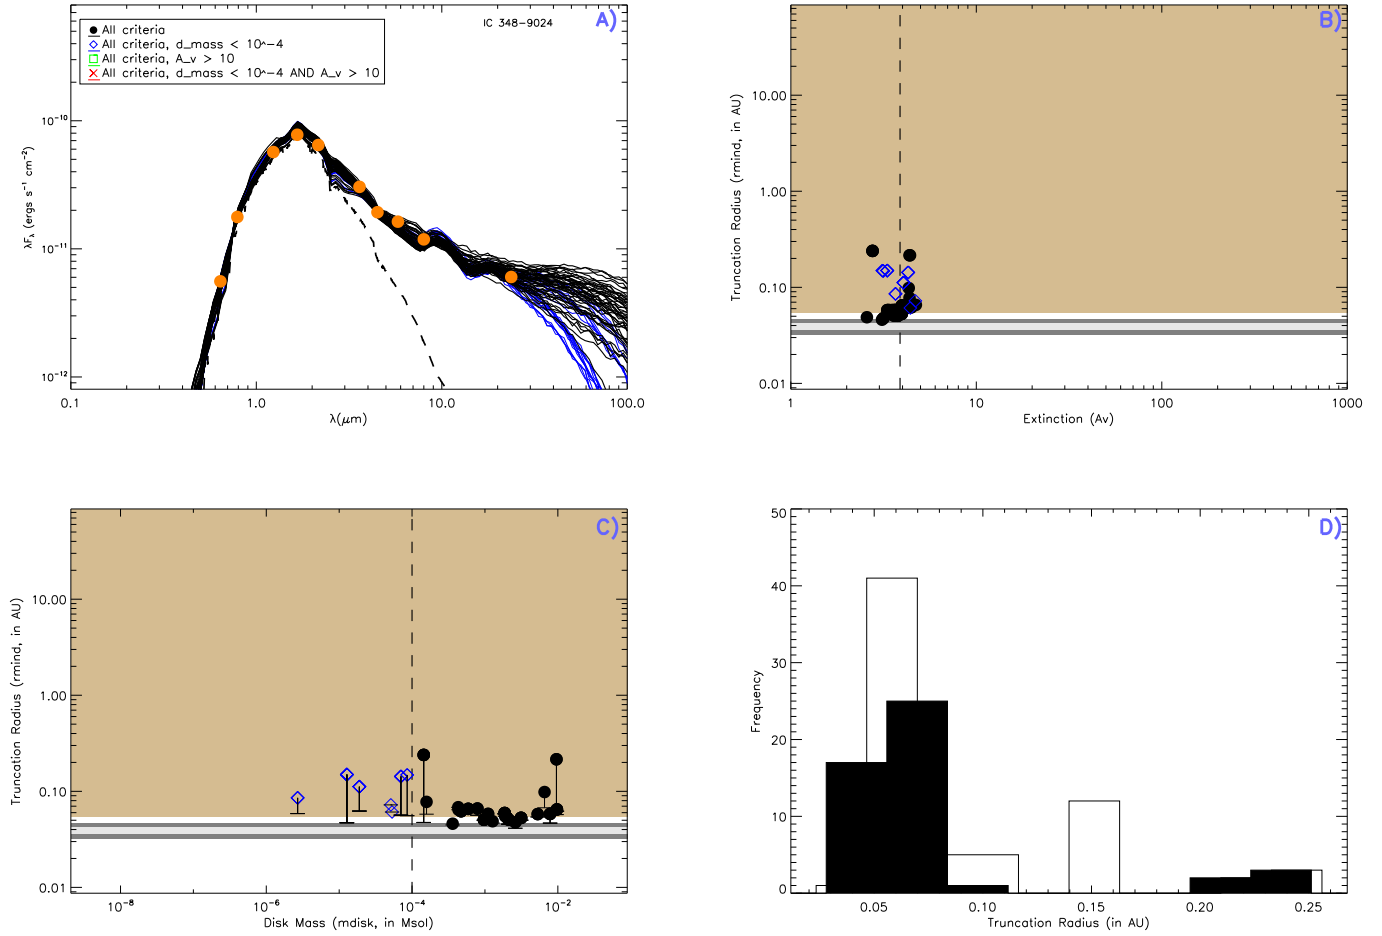 IC 348-9024
A)
All criteria
All criteria, d_mass < 10^-4
All criteria, A_v > 10
All criteria, d_mass < 10^-4 AND A_v > 10
10⁻¹⁰
10⁻¹¹
10⁻¹²
λFλ (ergs s⁻¹ cm⁻²)
0.1 1.0 10.0 100.0
λ(μm)
B)
10.00
1.00
0.10
0.01
Truncation Radius (rmind, in AU)
1 10 100 1000
Extinction (Av)
C)
10.00
1.00
0.10
0.01
Truncation Radius (rmind, in AU)
10⁻⁸ 10⁻⁶ 10⁻⁴ 10⁻²
Disk Mass (mdisk, in Msol)
D)
50
40
30
20
10
0
Frequency
0.05 0.10 0.15 0.20 0.25
Truncation Radius (in AU)